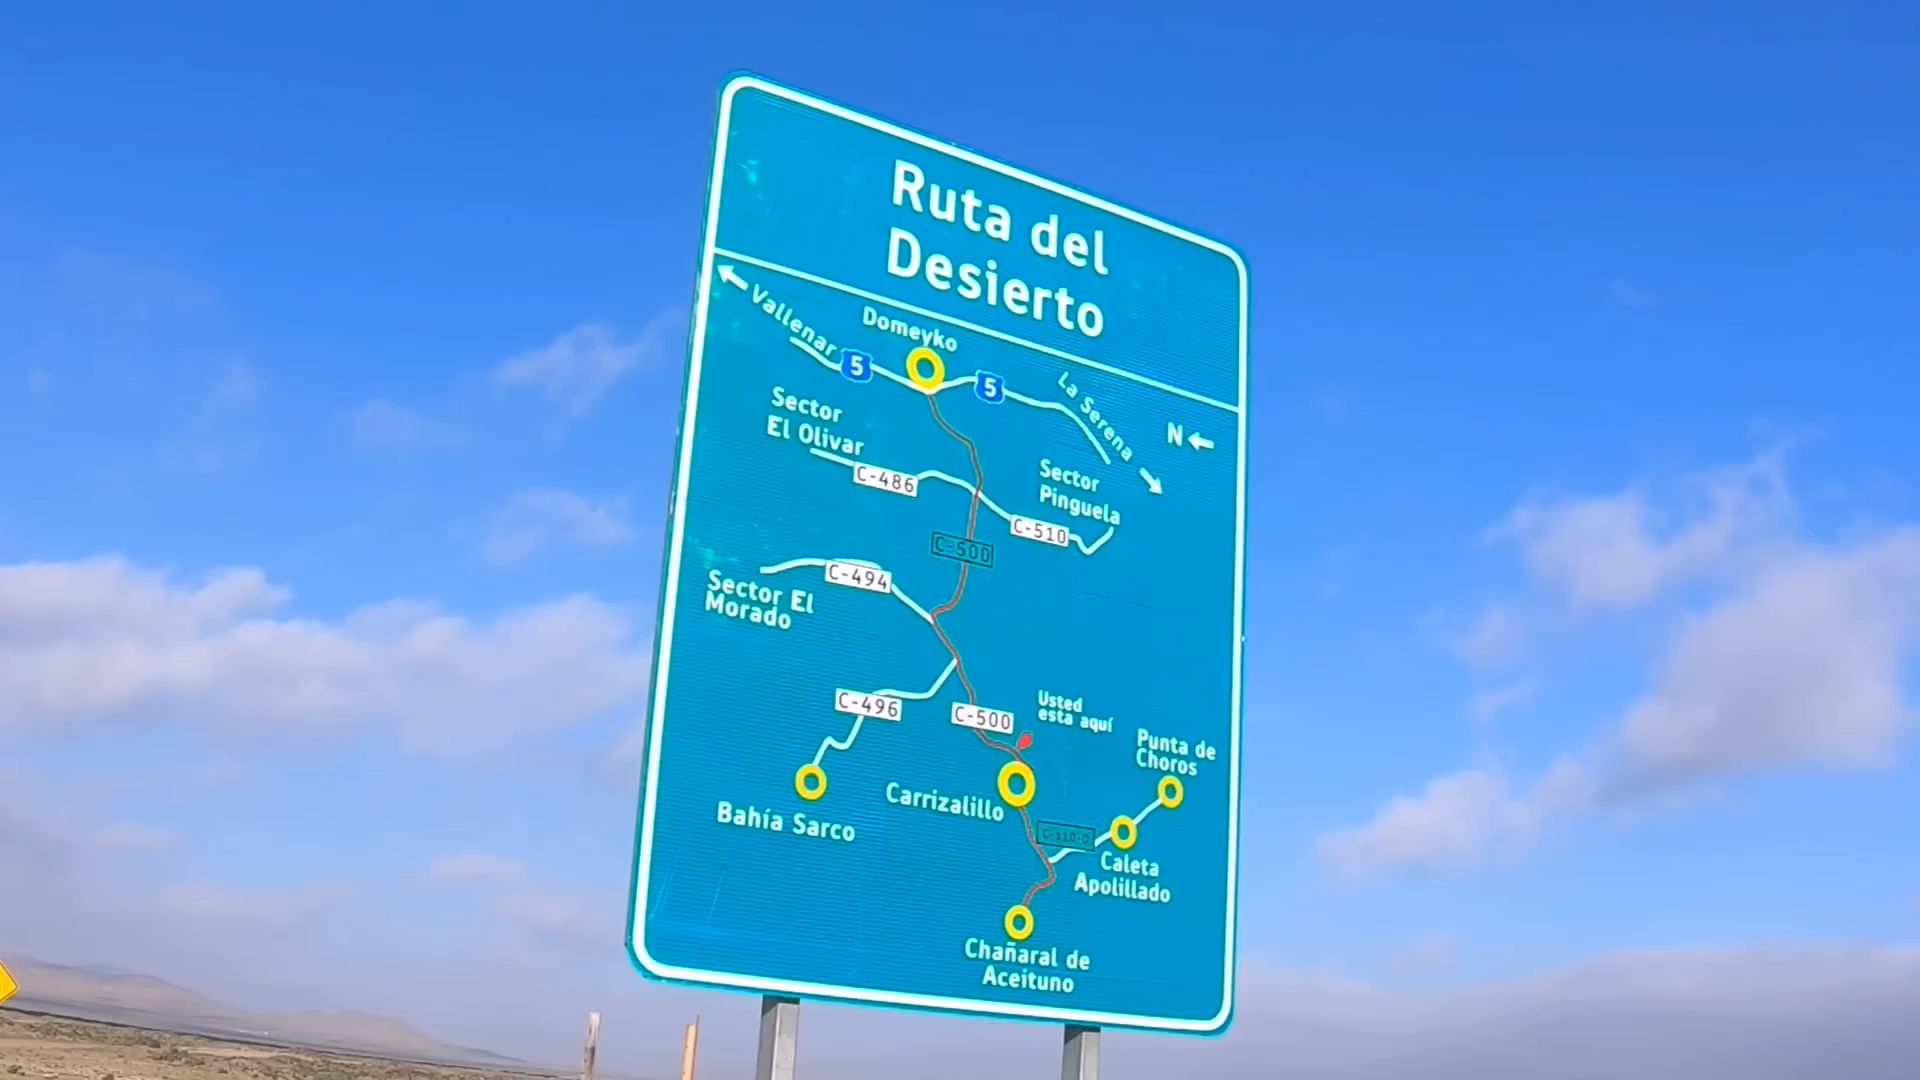 Ruta del
Desierto
Vallenar
5
Domeyko
5
La Serena
N
Sector
El Olivar
C-486
Sector
Pinguela
C-510
C-500
C-494
Sector El
Morado
C-496
C-500
Usted
esta aquí
Punta de
Choros
Carrizalillo
Bahía Sarco
C-110-D
Caleta
Apolillado
Chañaral de
Aceituno